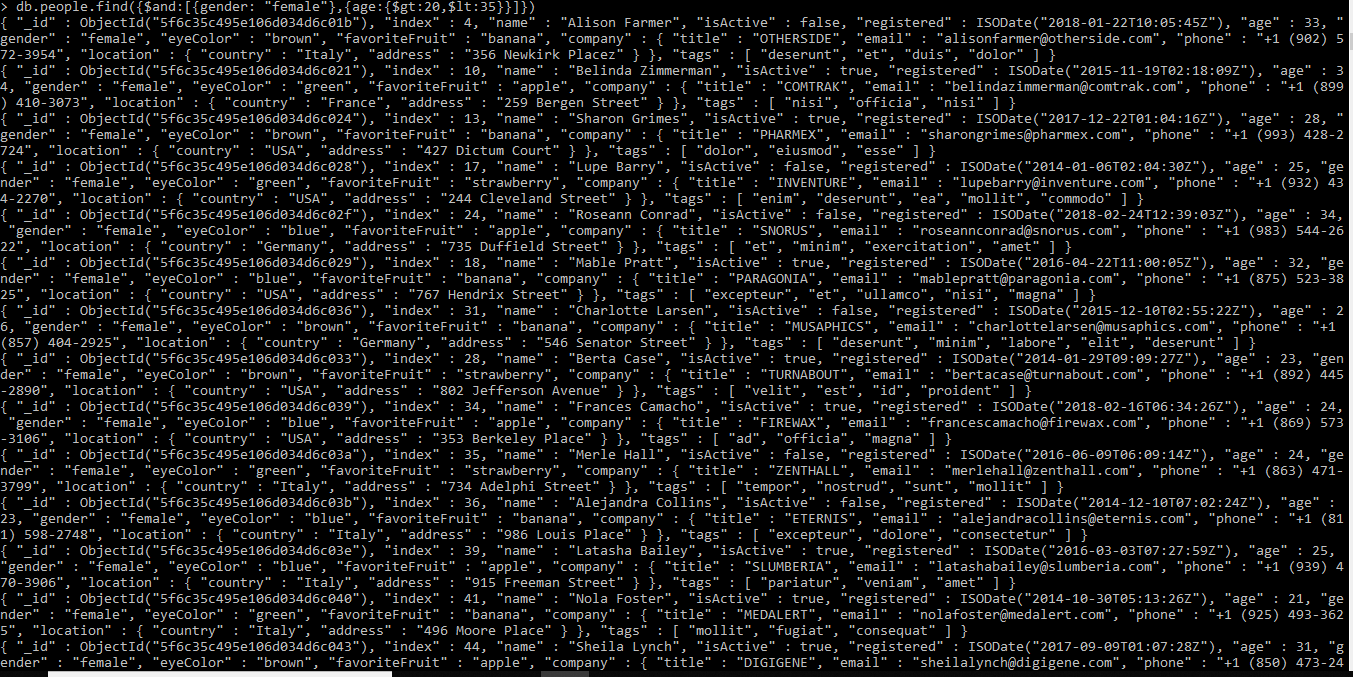 > db.people.find({$and:[{gender: "female"},{age:{$gt:20,$lt:35}}]})
{ "_id" : ObjectId("5f6c35c495e106d034d6c01b"), "index" : 4, "name" : "Alison Farmer", "isActive" : false, "registered" : ISODate("2018-01-22T10:05:45Z"), "age" : 33, "
gender" : "female", "eyeColor" : "brown", "favoriteFruit" : "banana", "company" : { "title" : "OTHERSIDE", "email" : "alisonfarmer@otherside.com", "phone" : "+1 (902) 5
72-3954", "location" : { "country" : "Italy", "address" : "356 Newkirk Placez" } }, "tags" : [ "deserunt", "et", "duis", "dolor" ] }
{ "_id" : ObjectId("5f6c35c495e106d034d6c021"), "index" : 10, "name" : "Belinda Zimmerman", "isActive" : true, "registered" : ISODate("2015-11-19T02:18:09Z"), "age" : 3
4, "gender" : "female", "eyeColor" : "green", "favoriteFruit" : "apple", "company" : { "title" : "COMTRAK", "email" : "belindazimmerman@comtrak.com", "phone" : "+1 (899
) 410-3073", "location" : { "country" : "France", "address" : "259 Bergen Street" } }, "tags" : [ "nisi", "officia", "nisi" ] }
{ "_id" : ObjectId("5f6c35c495e106d034d6c024"), "index" : 13, "name" : "Sharon Grimes", "isActive" : true, "registered" : ISODate("2017-12-22T01:04:16Z"), "age" : 28, "
gender" : "female", "eyeColor" : "brown", "favoriteFruit" : "banana", "company" : { "title" : "PHARMEX", "email" : "sharongrimes@pharmex.com", "phone" : "+1 (993) 428-2
724", "location" : { "country" : "USA", "address" : "427 Dictum Court" } }, "tags" : [ "dolor", "eiusmod", "esse" ] }
{ "_id" : ObjectId("5f6c35c495e106d034d6c028"), "index" : 17, "name" : "Lupe Barry", "isActive" : false, "registered" : ISODate("2014-01-06T02:04:30Z"), "age" : 25, "ge
nder" : "female", "eyeColor" : "green", "favoriteFruit" : "strawberry", "company" : { "title" : "INVENTURE", "email" : "lupebarry@inventure.com", "phone" : "+1 (932) 43
4-2270", "location" : { "country" : "USA", "address" : "244 Cleveland Street" } }, "tags" : [ "enim", "deserunt", "ea", "mollit", "commodo" ] }
{ "_id" : ObjectId("5f6c35c495e106d034d6c02f"), "index" : 24, "name" : "Roseann Conrad", "isActive" : false, "registered" : ISODate("2018-02-24T12:39:03Z"), "age" : 34,
 "gender" : "female", "eyeColor" : "blue", "favoriteFruit" : "apple", "company" : { "title" : "SNORUS", "email" : "roseannconrad@snorus.com", "phone" : "+1 (983) 544-26
22", "location" : { "country" : "Germany", "address" : "735 Duffield Street" } }, "tags" : [ "et", "minim", "exercitation", "amet" ] }
{ "_id" : ObjectId("5f6c35c495e106d034d6c029"), "index" : 18, "name" : "Mable Pratt", "isActive" : true, "registered" : ISODate("2016-04-22T11:00:05Z"), "age" : 32, "ge
nder" : "female", "eyeColor" : "blue", "favoriteFruit" : "banana", "company" : { "title" : "PARAGONIA", "email" : "mablepratt@paragonia.com", "phone" : "+1 (875) 523-38
25", "location" : { "country" : "USA", "address" : "767 Hendrix Street" } }, "tags" : [ "excepteur", "et", "ullamco", "nisi", "magna" ] }
{ "_id" : ObjectId("5f6c35c495e106d034d6c036"), "index" : 31, "name" : "Charlotte Larsen", "isActive" : false, "registered" : ISODate("2015-12-10T02:55:22Z"), "age" : 2
6, "gender" : "female", "eyeColor" : "brown", "favoriteFruit" : "banana", "company" : { "title" : "MUSAPHICS", "email" : "charlottelarsen@musaphics.com", "phone" : "+1
(857) 404-2925", "location" : { "country" : "Germany", "address" : "546 Senator Street" } }, "tags" : [ "deserunt", "minim", "labore", "elit", "deserunt" ] }
{ "_id" : ObjectId("5f6c35c495e106d034d6c033"), "index" : 28, "name" : "Berta Case", "isActive" : true, "registered" : ISODate("2014-01-29T09:09:27Z"), "age" : 23, "gen
der" : "female", "eyeColor" : "brown", "favoriteFruit" : "strawberry", "company" : { "title" : "TURNABOUT", "email" : "bertacase@turnabout.com", "phone" : "+1 (892) 445
-2890", "location" : { "country" : "USA", "address" : "802 Jefferson Avenue" } }, "tags" : [ "velit", "est", "id", "proident" ] }
{ "_id" : ObjectId("5f6c35c495e106d034d6c039"), "index" : 34, "name" : "Frances Camacho", "isActive" : true, "registered" : ISODate("2018-02-16T06:34:26Z"), "age" : 24,
 "gender" : "female", "eyeColor" : "blue", "favoriteFruit" : "apple", "company" : { "title" : "FIREWAX", "email" : "francescamacho@firewax.com", "phone" : "+1 (869) 573
-3106", "location" : { "country" : "USA", "address" : "353 Berkeley Place" } }, "tags" : [ "ad", "officia", "magna" ] }
{ "_id" : ObjectId("5f6c35c495e106d034d6c03a"), "index" : 35, "name" : "Merle Hall", "isActive" : false, "registered" : ISODate("2016-06-09T06:09:14Z"), "age" : 24, "ge
nder" : "female", "eyeColor" : "green", "favoriteFruit" : "strawberry", "company" : { "title" : "ZENTHALL", "email" : "merlehall@zenthall.com", "phone" : "+1 (863) 471-
3799", "location" : { "country" : "Italy", "address" : "734 Adelphi Street" } }, "tags" : [ "tempor", "nostrud", "sunt", "mollit" ] }
{ "_id" : ObjectId("5f6c35c495e106d034d6c03b"), "index" : 36, "name" : "Alejandra Collins", "isActive" : false, "registered" : ISODate("2014-12-10T07:02:24Z"), "age" :
23, "gender" : "female", "eyeColor" : "blue", "favoriteFruit" : "banana", "company" : { "title" : "ETERNIS", "email" : "alejandracollins@eternis.com", "phone" : "+1 (81
1) 598-2748", "location" : { "country" : "Italy", "address" : "986 Louis Place" } }, "tags" : [ "excepteur", "dolore", "consectetur" ] }
{ "_id" : ObjectId("5f6c35c495e106d034d6c03e"), "index" : 39, "name" : "Latasha Bailey", "isActive" : true, "registered" : ISODate("2016-03-03T07:27:59Z"), "age" : 25,
"gender" : "female", "eyeColor" : "blue", "favoriteFruit" : "apple", "company" : { "title" : "SLUMBERIA", "email" : "latashabailey@slumberia.com", "phone" : "+1 (939) 4
70-3906", "location" : { "country" : "Italy", "address" : "915 Freeman Street" } }, "tags" : [ "pariatur", "veniam", "amet" ] }
{ "_id" : ObjectId("5f6c35c495e106d034d6c040"), "index" : 41, "name" : "Nola Foster", "isActive" : true, "registered" : ISODate("2014-10-30T05:13:26Z"), "age" : 21, "ge
nder" : "female", "eyeColor" : "green", "favoriteFruit" : "banana", "company" : { "title" : "MEDALERT", "email" : "nolafoster@medalert.com", "phone" : "+1 (925) 493-362
5", "location" : { "country" : "Italy", "address" : "496 Moore Place" } }, "tags" : [ "mollit", "fugiat", "consequat" ] }
{ "_id" : ObjectId("5f6c35c495e106d034d6c043"), "index" : 44, "name" : "Sheila Lynch", "isActive" : true, "registered" : ISODate("2017-09-09T01:07:28Z"), "age" : 31, "g
ender" : "female", "eyeColor" : "brown", "favoriteFruit" : "apple", "company" : { "title" : "DIGIGENE", "email" : "sheilalynch@digigene.com", "phone" : "+1 (850) 473-24